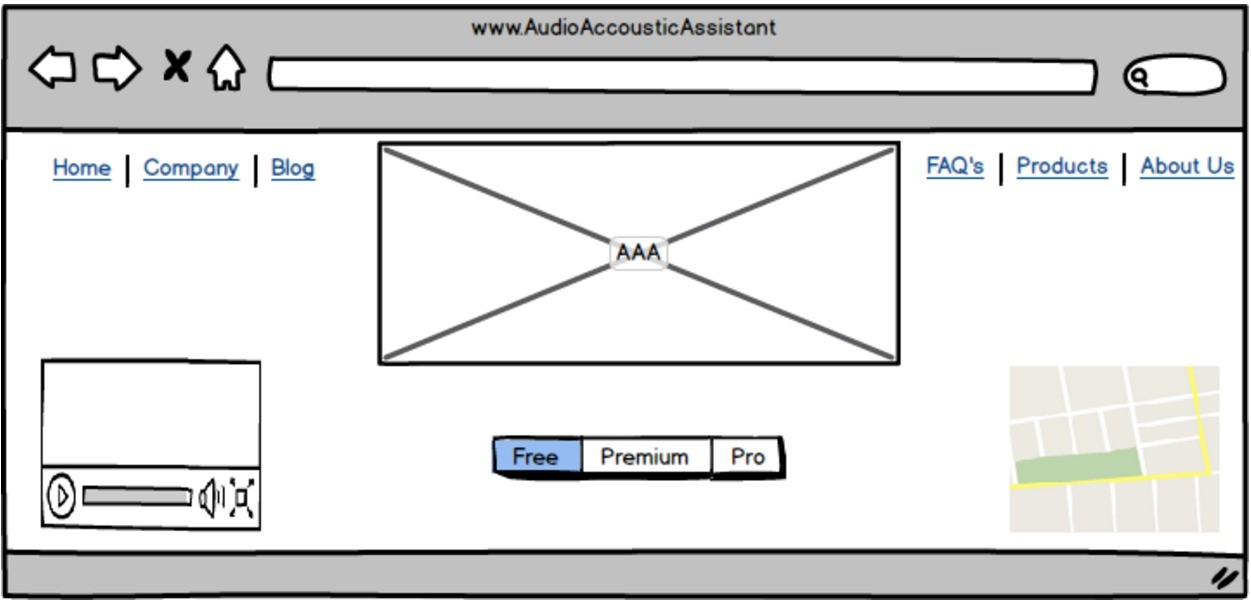 www.AudioAccousticAssistant
Home | Company | Blog
FAQ's | Products | About Us
AAA
Free Premium Pro